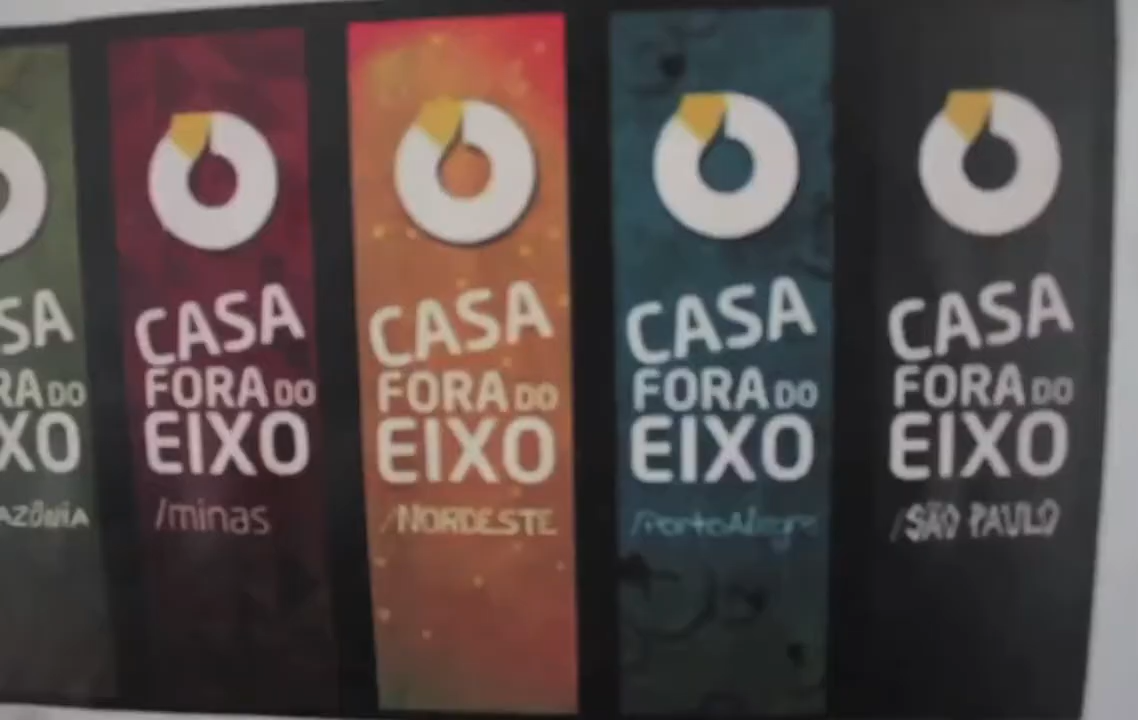 SA
RA DO
XO
AZÔNIA
CASA
FORA DO
EIXO
/minas
CASA
FORA DO
EIXO
/NORDESTE
CASA
FORA DO
EIXO
/PortoAlegre
CASA
FORA DO
EIXO
/SÃO PAULO